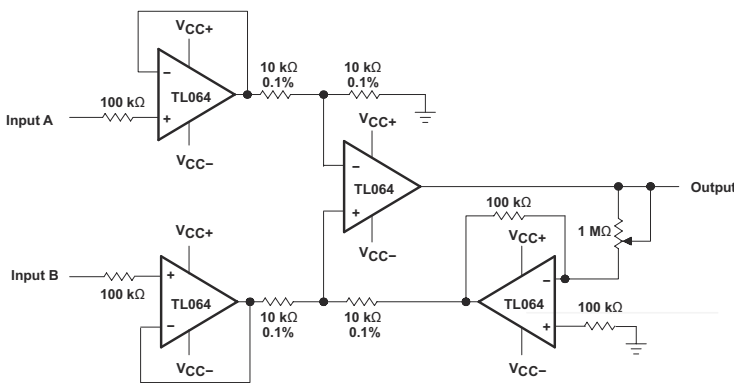 VCC+
10 kΩ
0.1%
10 kΩ
0.1%
−
TL064
+
100 kΩ
Input A
VCC−
VCC+
−
TL064
+
VCC−
Output
100 kΩ
1 MΩ
VCC+
VCC+
Input B
100 kΩ
+
TL064
−
10 kΩ
0.1%
10 kΩ
0.1%
−
TL064
+
100 kΩ
VCC−
VCC−